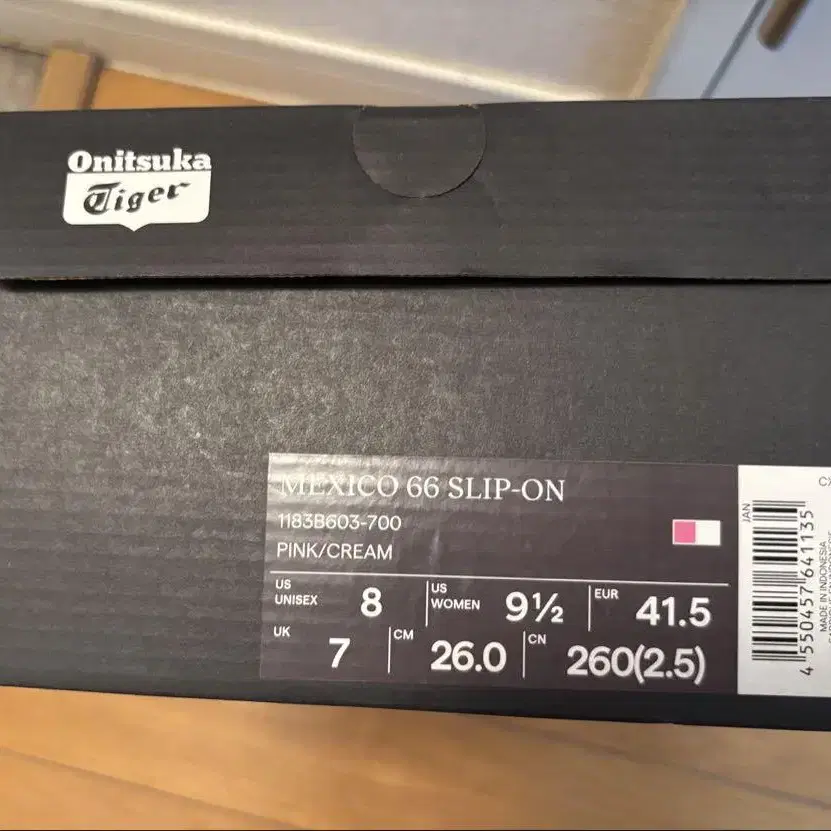 Onitsuka
Tiger
MEXICO 66 SLIP-ON
1183B603-700
PINK/CREAM
US UNISEX 8 US WOMEN 9½ EUR 41.5
UK 7 CM 26.0 CN 260(2.5)
JAN
4 550457 641135
MADE IN INDONESIA